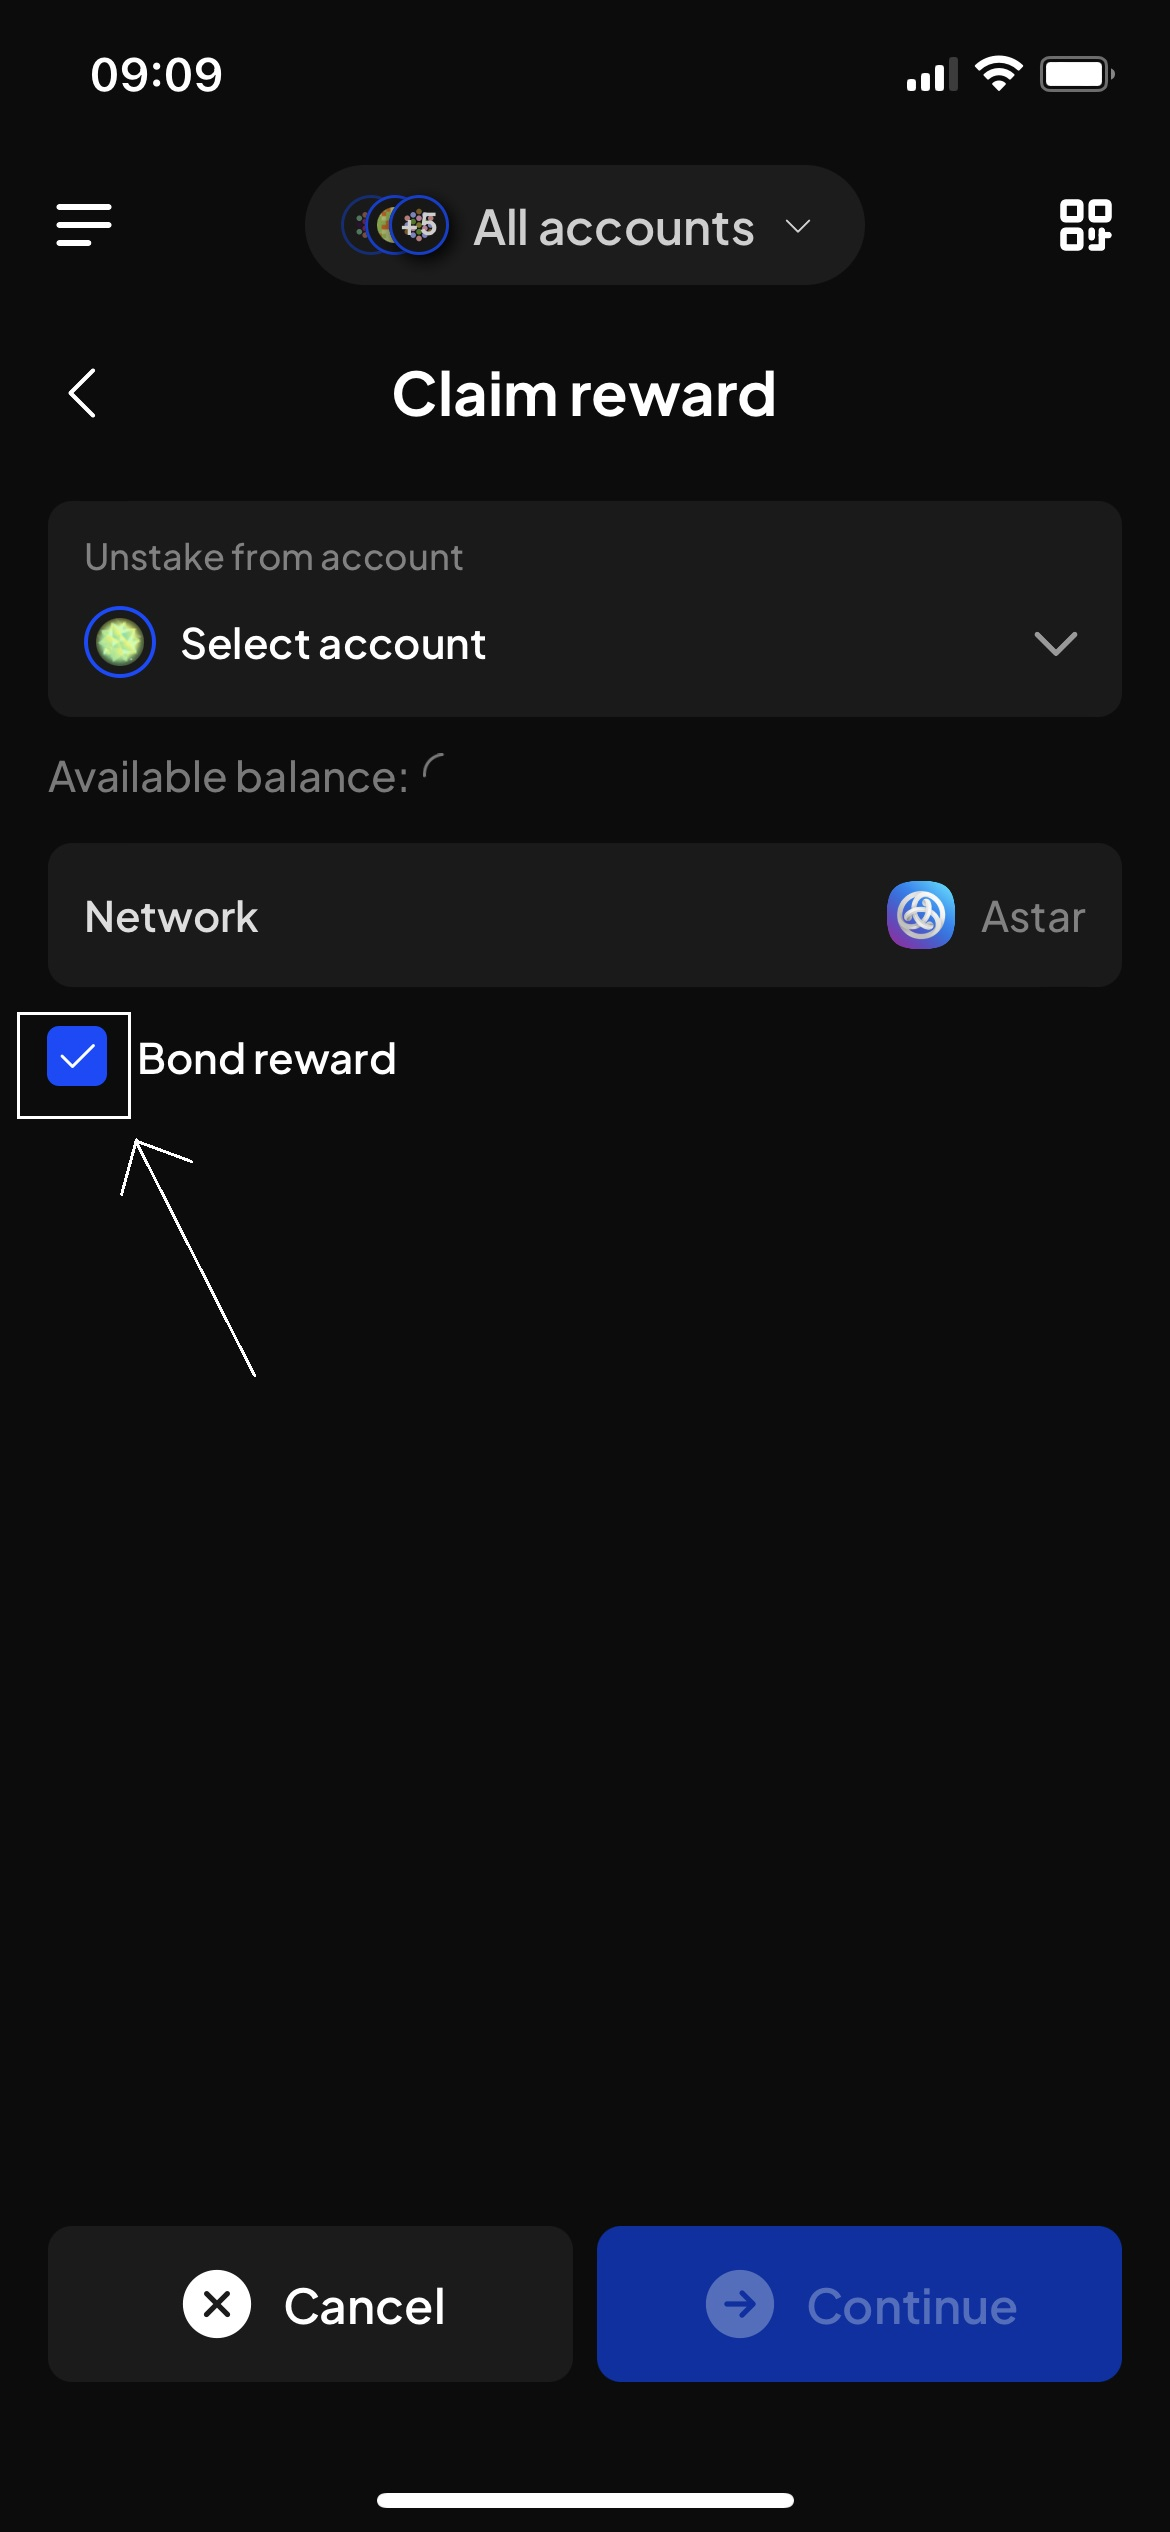 09:09
+5 All accounts
Claim reward
Unstake from account
Select account
Available balance:
Network Astar
Bond reward
Cancel Continue